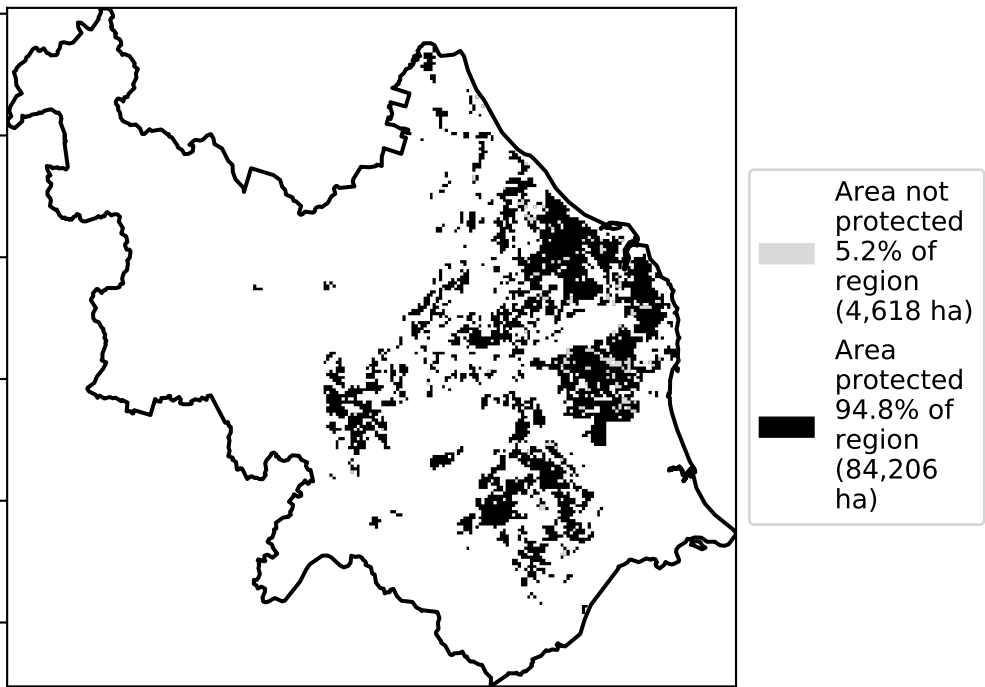 Area not
protected
5.2% of
region
(4,618 ha)
Area
protected
94.8% of
region
(84,206
ha)